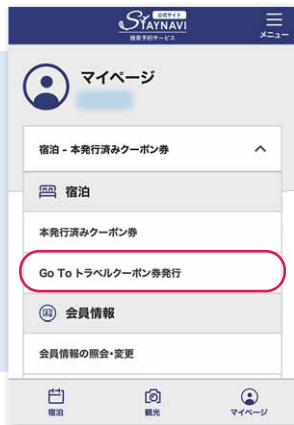 公式サイト
STAYNAVI
検索予約サービス
メニュー
マイページ
宿泊 - 本発行済みクーポン券
宿泊
本発行済みクーポン券
Go To トラベルクーポン券発行
会員情報
会員情報の照会・変更
宿泊
観光
マイページ